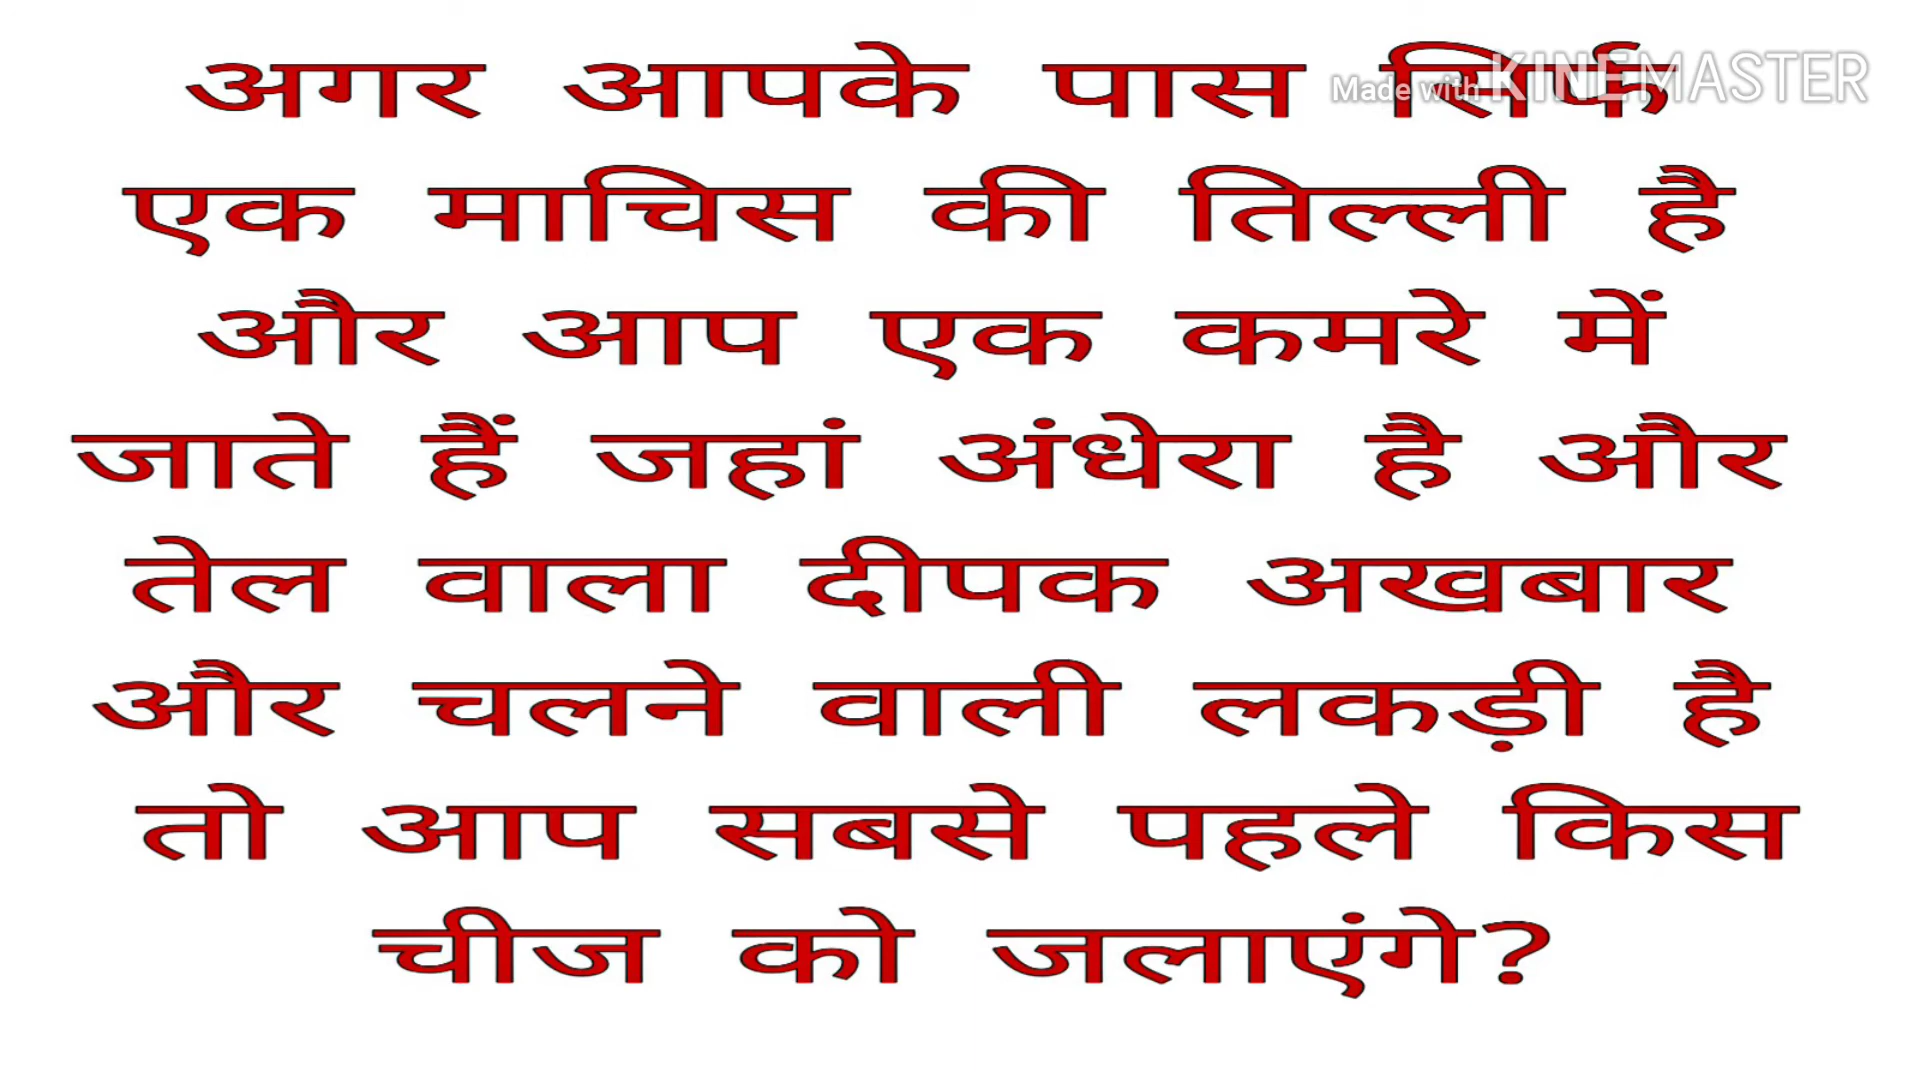 अगर आपके पास सिर्फ
Made with KINEMASTER
एक माचिस की तिल्ली है
और आप एक कमरे में
जाते हैं जहां अंधेरा है और
तेल वाला दीपक अखबार
और चलने वाली लकड़ी है
तो आप सबसे पहले किस
चीज को जलाएंगे?